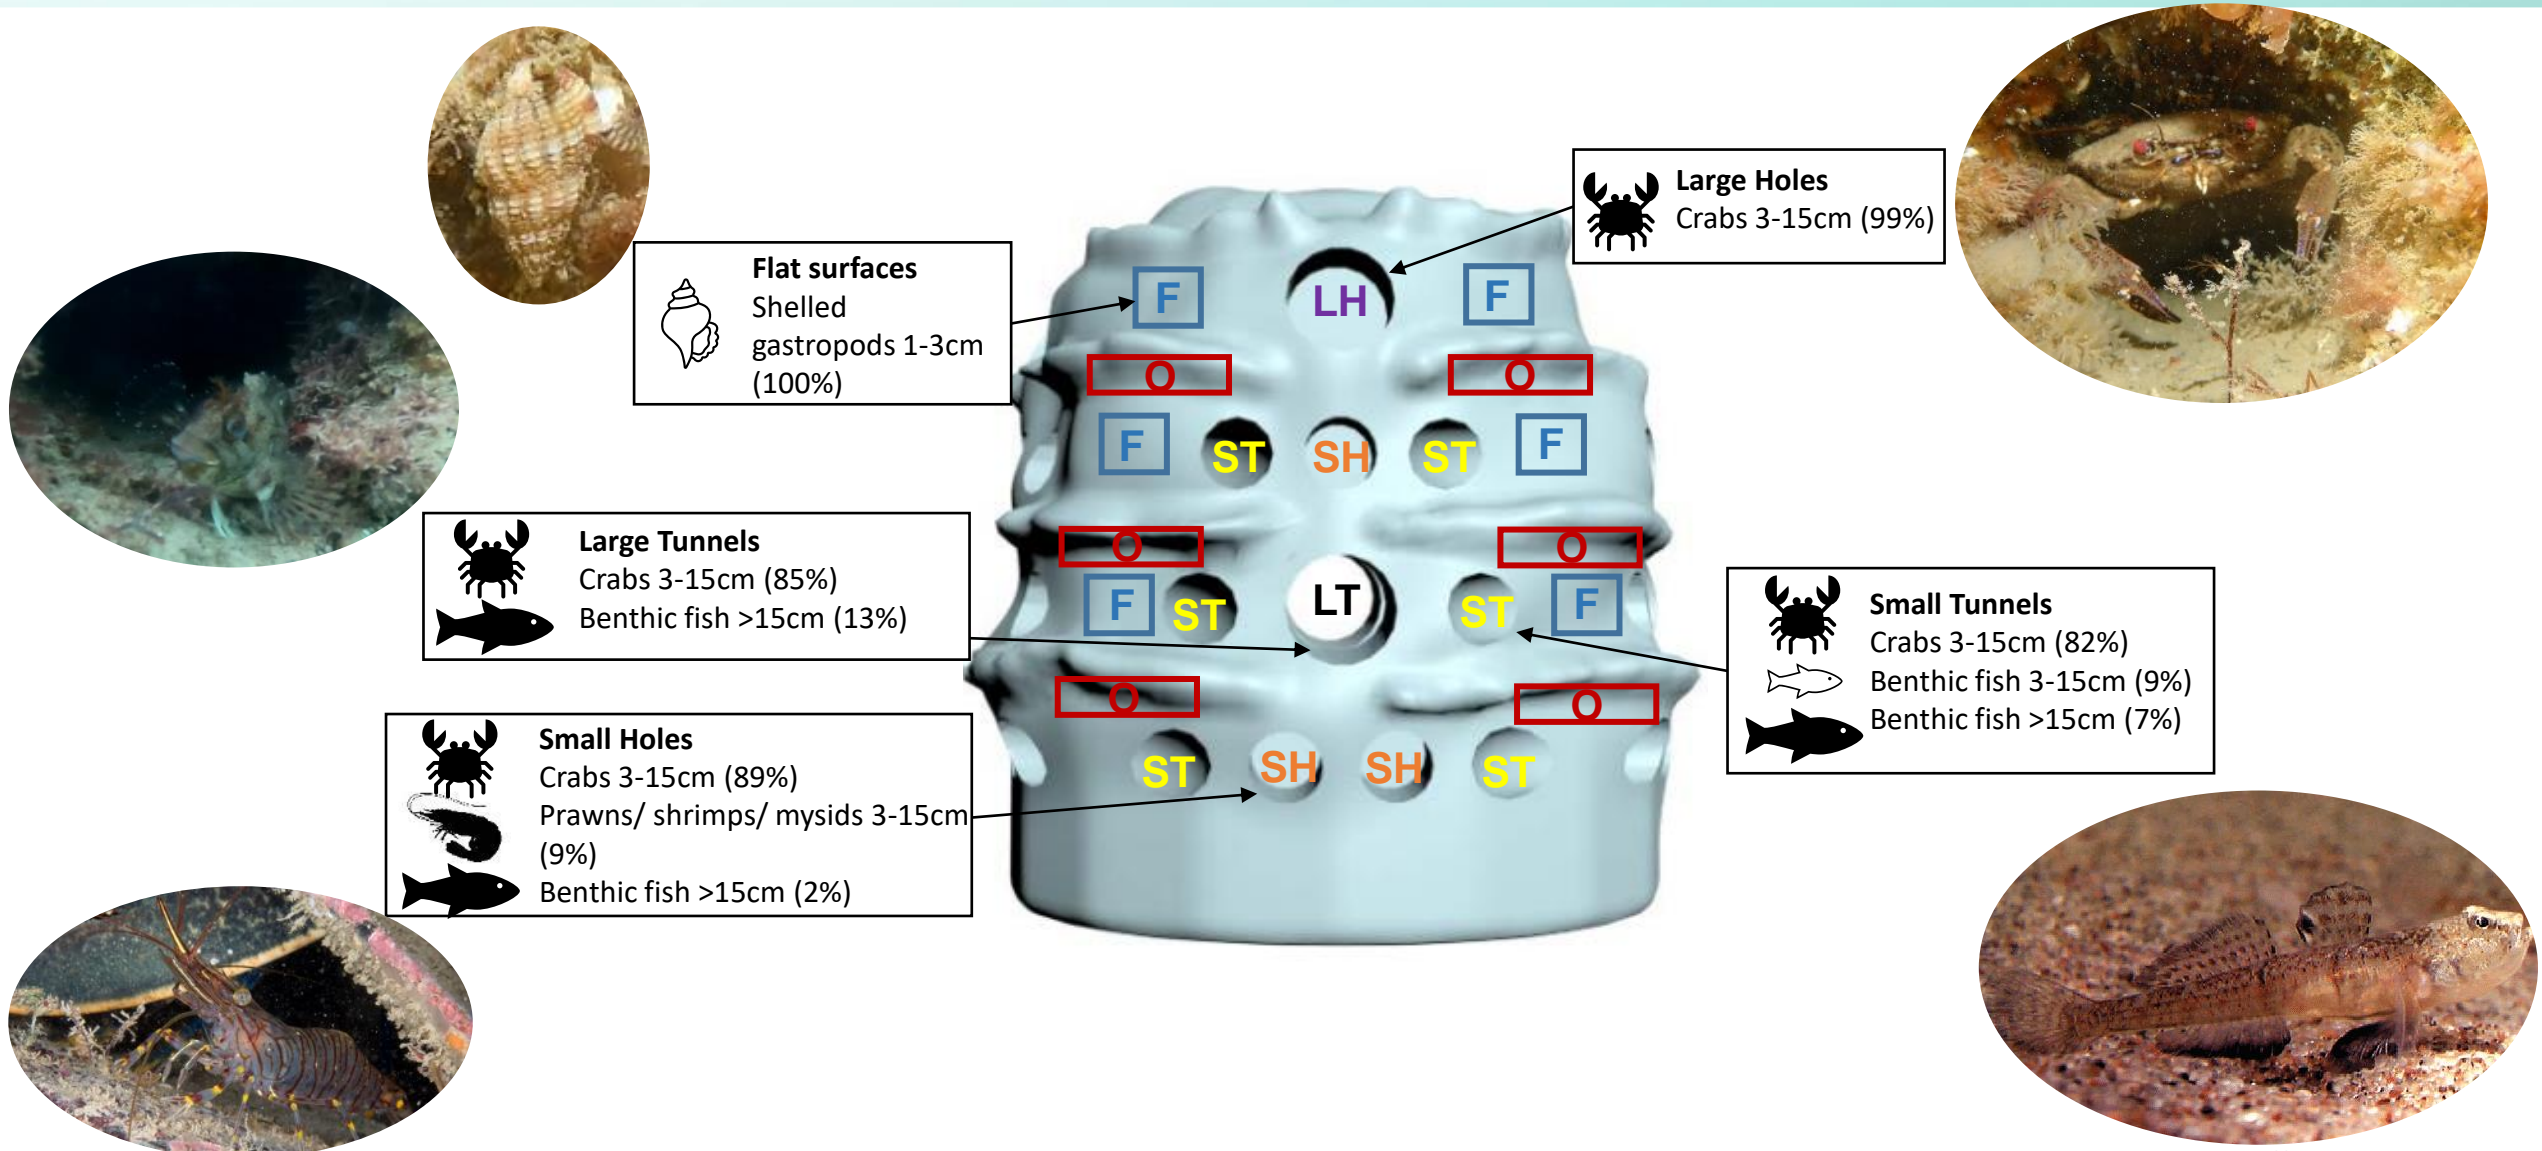 Large Holes
Crabs 3-15cm (99%)
Flat surfaces
Shelled
gastropods 1-3cm
(100%)
F
LH
F
O
O
F
ST
SH
ST
F
Large Tunnels
Crabs 3-15cm (85%)
Benthic fish >15cm (13%)
O
O
F
ST
LT
ST
F
Small Tunnels
Crabs 3-15cm (82%)
Benthic fish 3-15cm (9%)
Benthic fish >15cm (7%)
O
O
Small Holes
Crabs 3-15cm (89%)
Prawns/ shrimps/ mysids 3-15cm
(9%)
Benthic fish >15cm (2%)
ST
SH
SH
ST